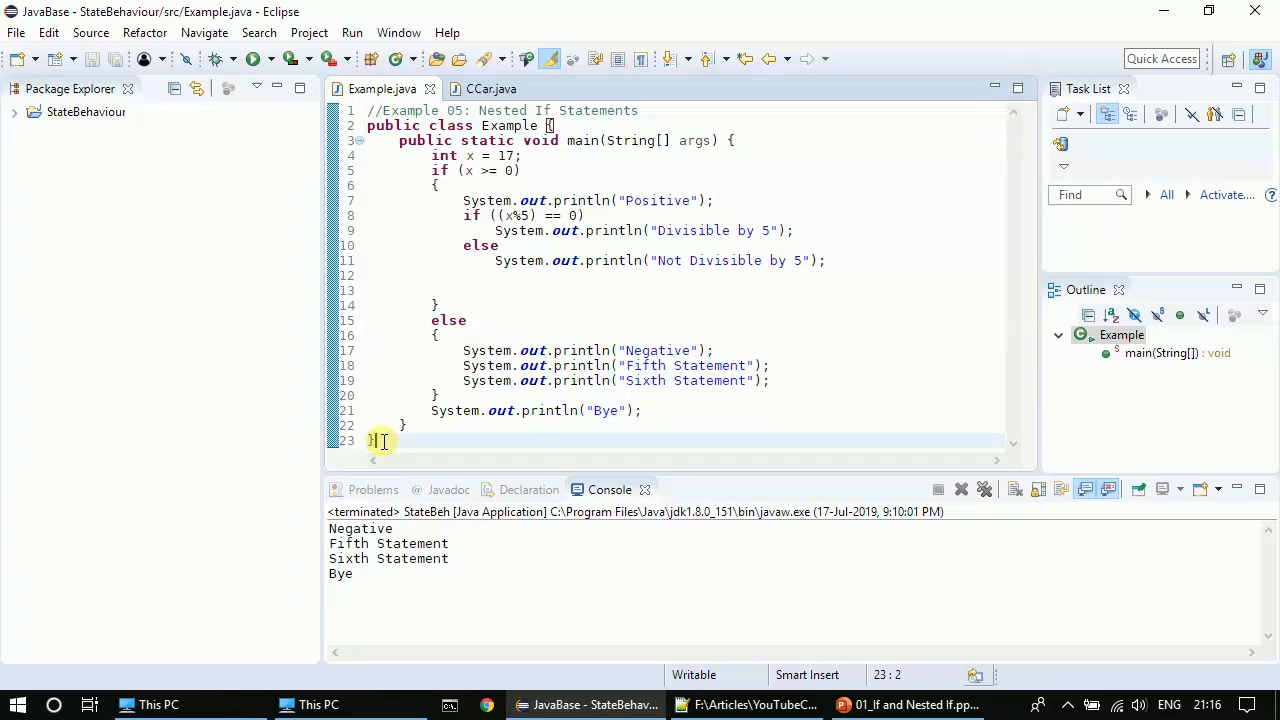 JavaBase - StateBehaviour/src/Example.java - Eclipse
File Edit Source Refactor Navigate Search Project Run Window Help
Quick Access
Package Explorer
StateBehaviour
Example.java
CCar.java
1 //Example 05: Nested If Statements
2 public class Example {
3 public static void main(String[] args) {
4 int x = 17;
5 if (x >= 0)
6 {
7 System.out.println("Positive");
8 if ((x%5) == 0)
9 System.out.println("Divisible by 5");
10 else
11 System.out.println("Not Divisible by 5");
12
13
14 }
15 else
16 {
17 System.out.println("Negative");
18 System.out.println("Fifth Statement");
19 System.out.println("Sixth Statement");
20 }
21 System.out.println("Bye");
22 }
23 }
Task List
Find
All
Activate...
Outline
Example
main(String[]) : void
Problems
@ Javadoc
Declaration
Console
<terminated> StateBeh [Java Application] C:\Program Files\Java\jdk1.8.0_151\bin\javaw.exe (17-Jul-2019, 9:10:01 PM)
Negative
Fifth Statement
Sixth Statement
Bye
Writable
Smart Insert
23 : 2
This PC
This PC
JavaBase - StateBehav...
F:\Articles\YouTubeC...
01_If and Nested If.pp...
ENG
21:16